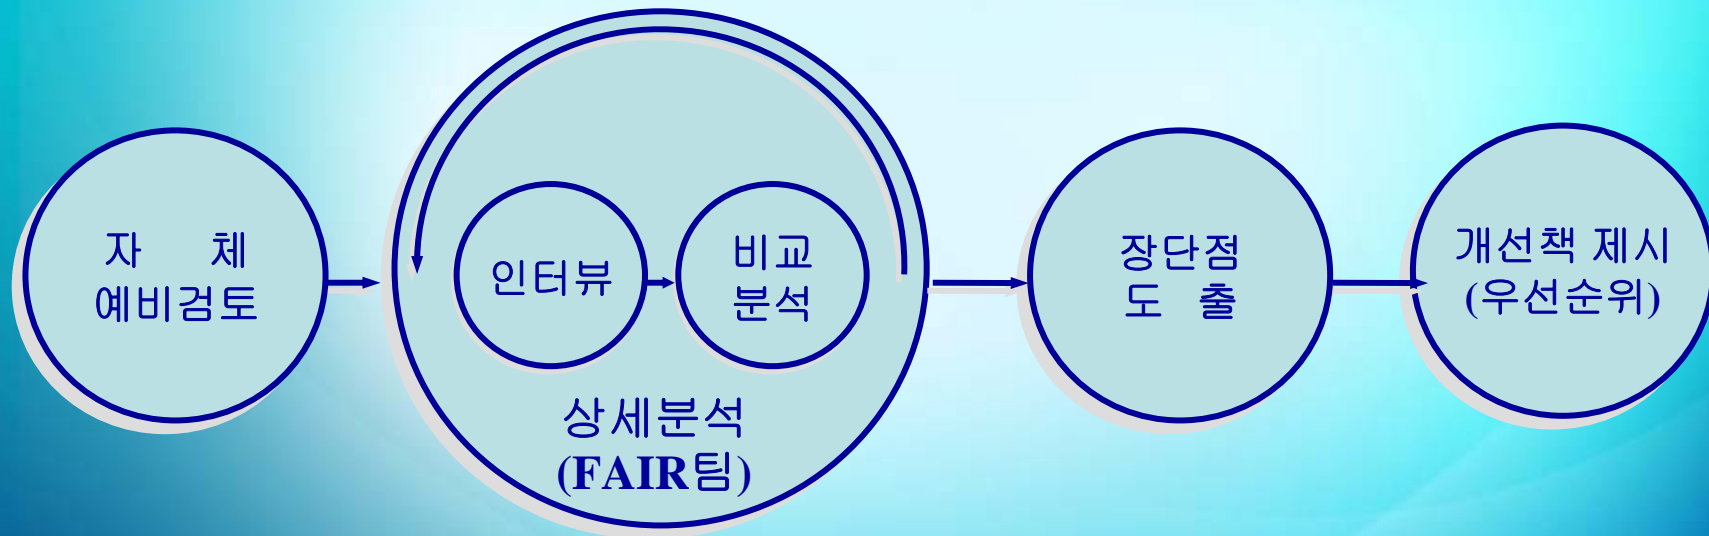 자 체
예비검토
인터뷰
비교
분석
상세분석
(FAIR팀)
장단점
도 출
개선책 제시
(우선순위)